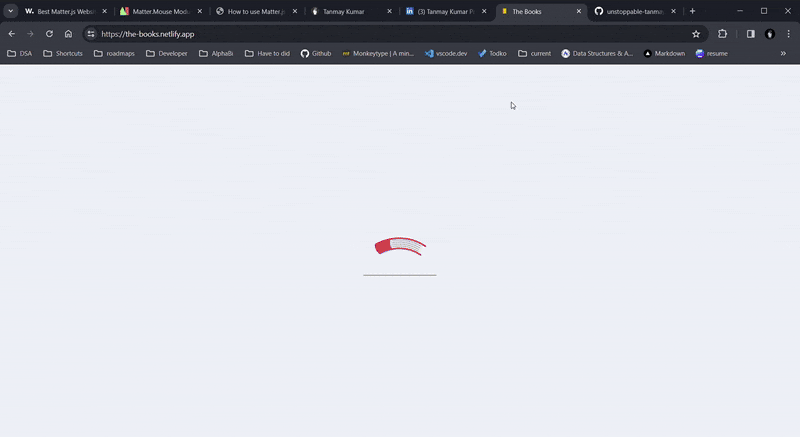 Best Matter.js Websi
Matter.Mouse Modu
How to use Matter.js
Tanmay Kumar
(3) Tanmay Kumar P
The Books
unstoppable-tanmay
https://the-books.netlify.app
DSA
Shortcuts
roadmaps
Developer
AlphaBi
Have to did
Github
Monkeytype | A min...
vscode.dev
Todko
current
Data Structures & A...
Markdown
resume